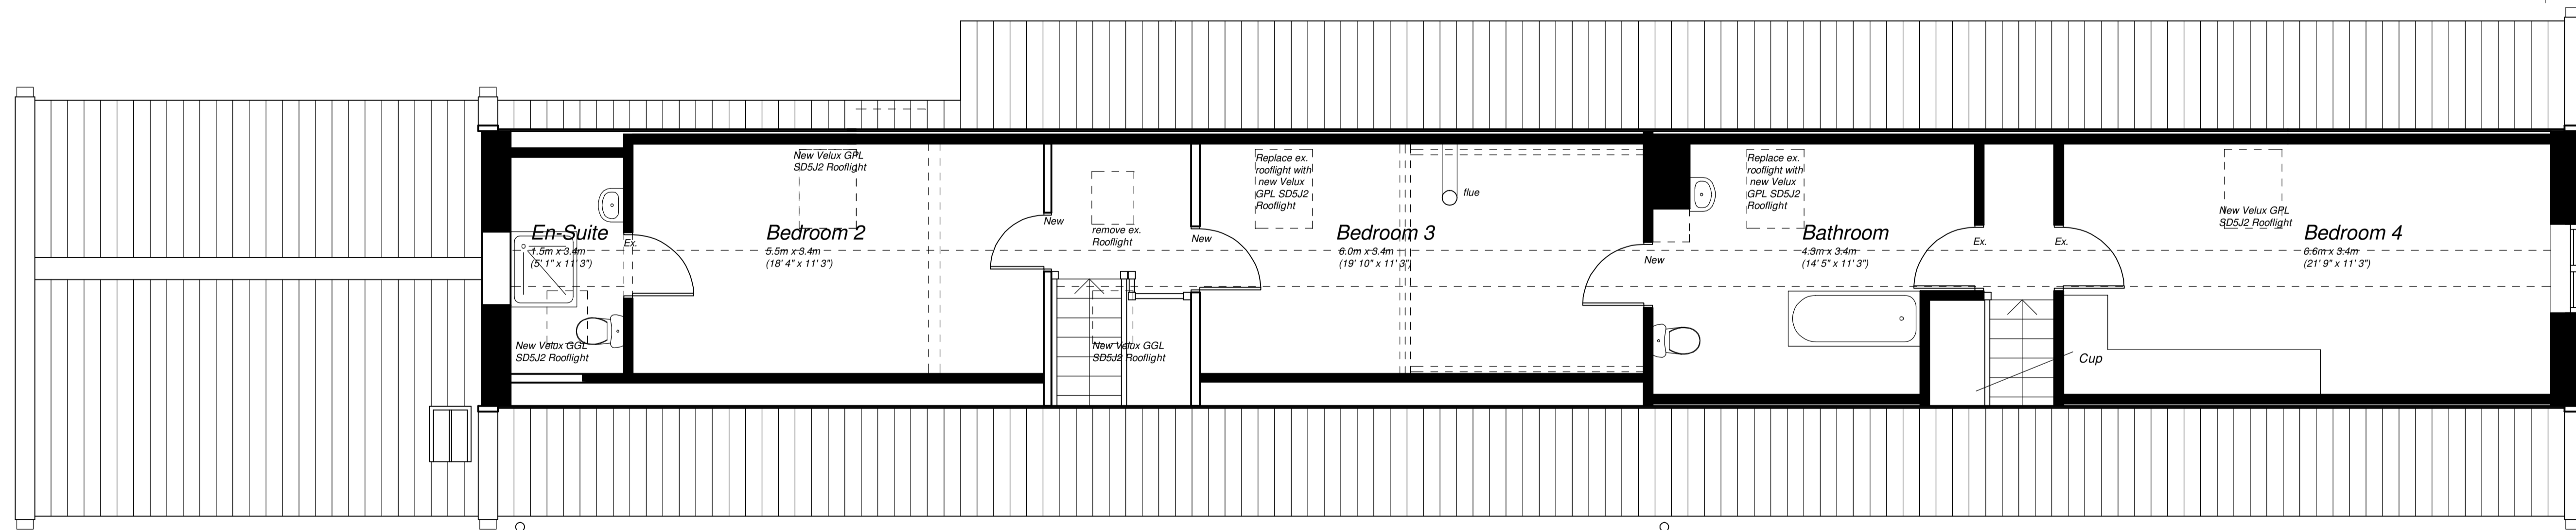 En-Suite
1.5m x 3.4m
(5' 1" x 11' 3")
Ex.
New Velux GGL
SD5J2 Rooflight
New Velux GPL
SD5J2 Rooflight
Bedroom 2
5.5m x 3.4m
(18' 4" x 11' 3")
New
remove ex.
Rooflight
New
New Velux GGL
SD5J2 Rooflight
Replace ex.
rooflight with
new Velux
GPL SD5J2
Rooflight
flue
Bedroom 3
6.0m x 3.4m
(19' 10" x 11' 3")
New
Replace ex.
rooflight with
new Velux
GPL SD5J2
Rooflight
Bathroom
4.3m x 3.4m
(14' 5" x 11' 3")
Ex.
Ex.
Cup
New Velux GPL
SD5J2 Rooflight
Bedroom 4
6.6m x 3.4m
(21' 9" x 11' 3")